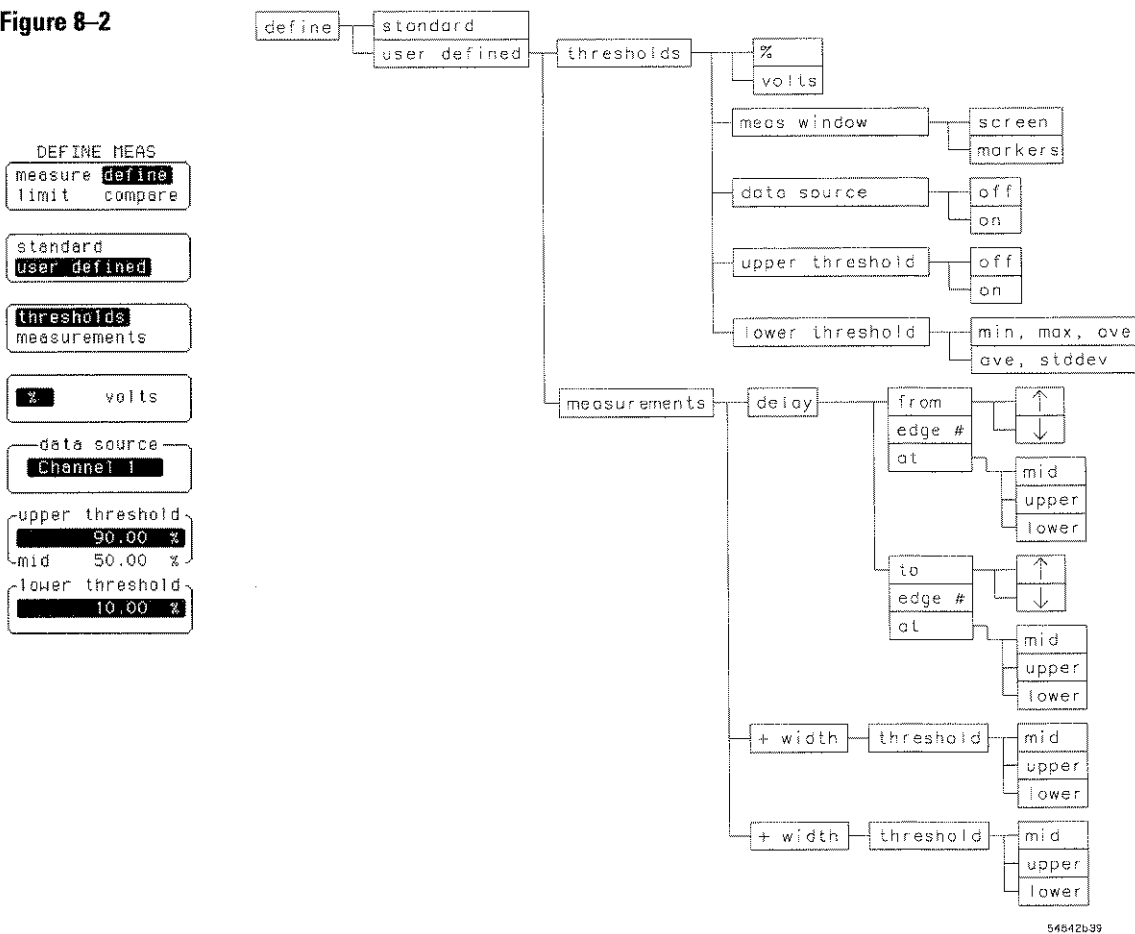 Figure 8–2
DEFINE MEAS
measure define
limit compare
standard
user defined
thresholds
measurements
% volts
data source
Channel 1
upper threshold
90.00 %
mid 50.00 %
lower threshold
10.00 %
define
standard
user defined
thresholds
%
volts
meas window
screen
markers
data source
off
on
upper threshold
off
on
lower threshold
min, max, ave
ave, stddev
measurements
delay
from
↑
edge #
↓
at
mid
upper
lower
to
↑
edge #
↓
at
mid
upper
lower
+ width
threshold
mid
upper
lower
+ width
threshold
mid
upper
lower
54542b39